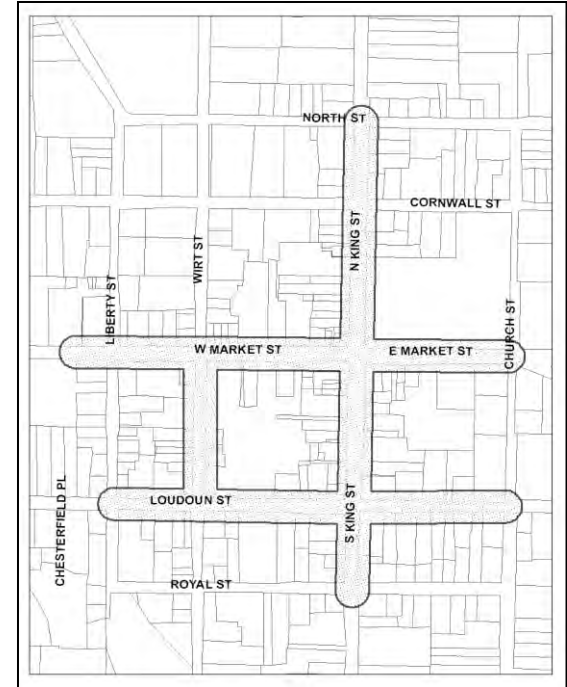 NORTH ST
CORNWALL ST
N KING ST
WIRT ST
LIBERTY ST
CHURCH ST
W MARKET ST
E MARKET ST
CHESTERFIELD PL
LOUDOUN ST
S KING ST
ROYAL ST